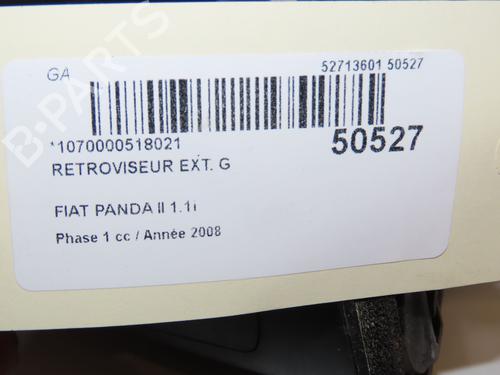 GA
52713601 50527
*1070000518021
50527
RETROVISEUR EXT. G
FIAT PANDA II 1.1i
Phase 1 cc / Année 2008
B-PARTS